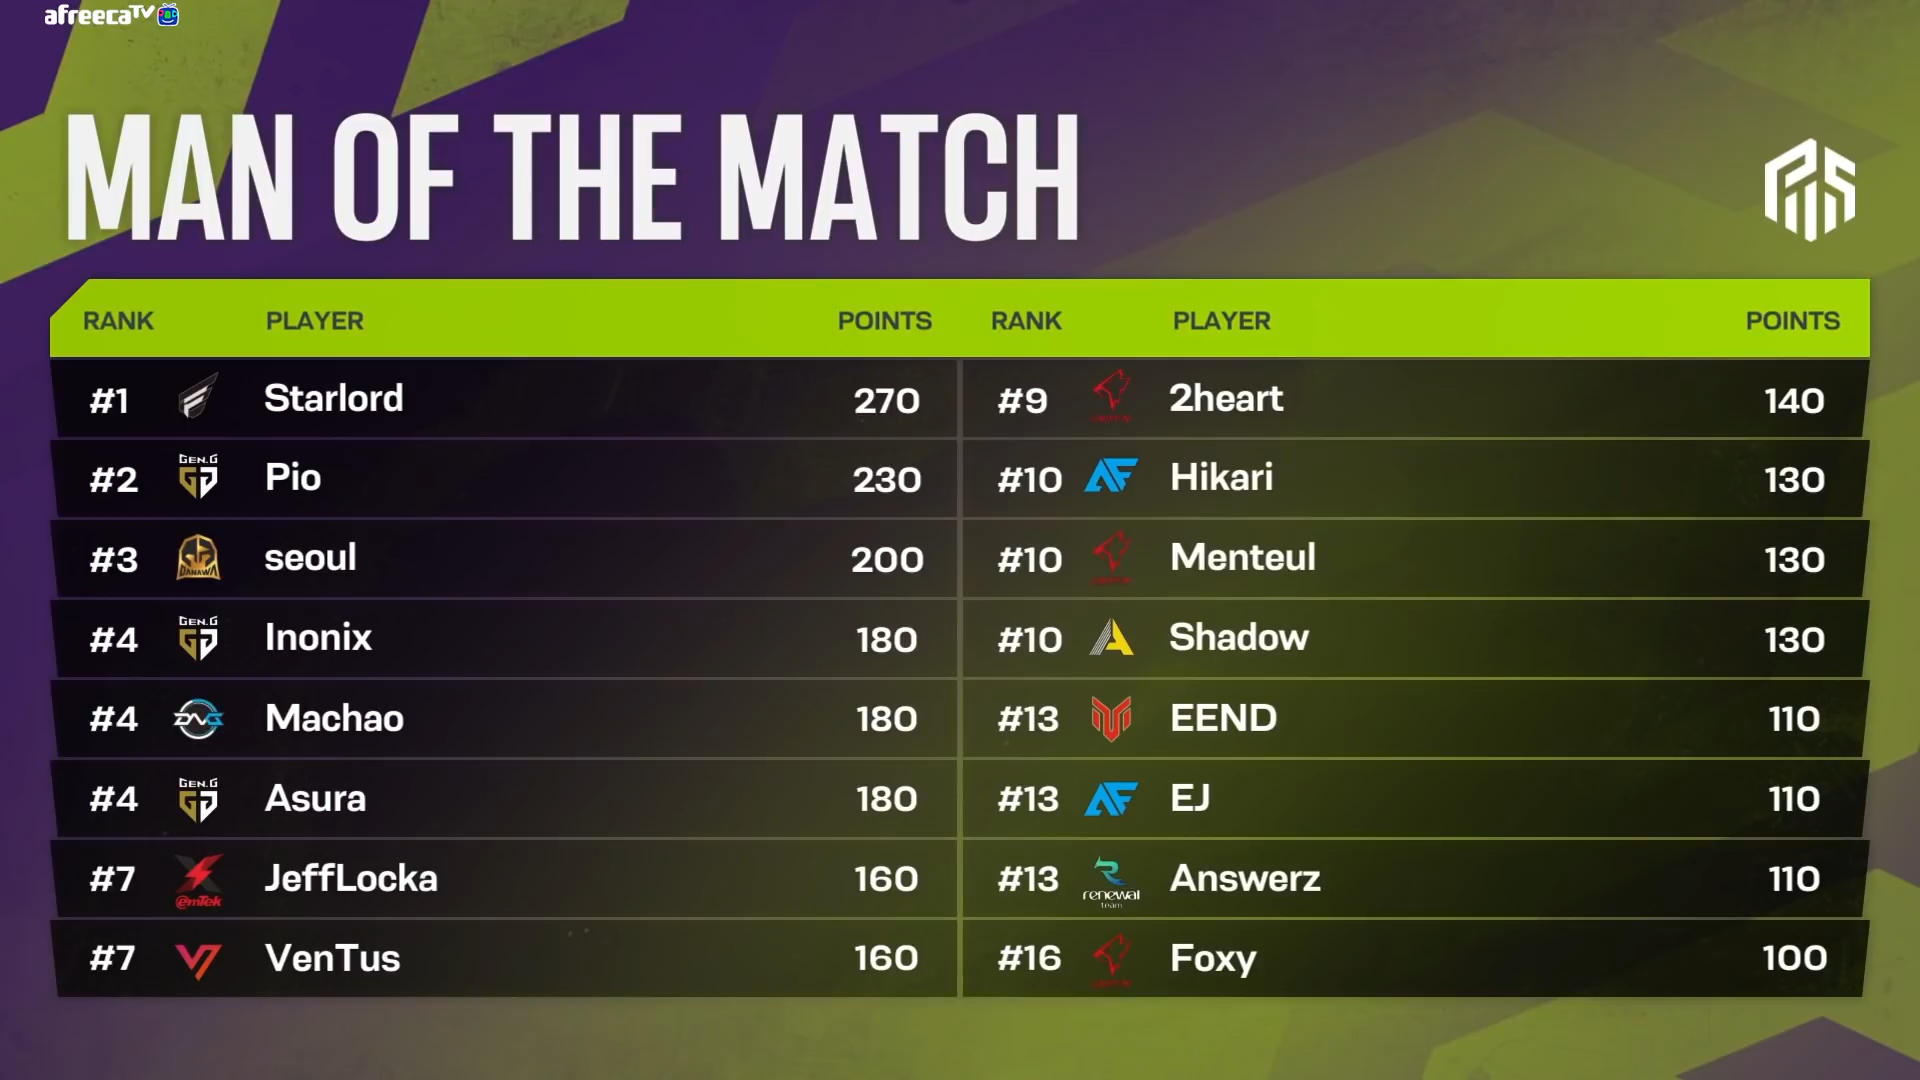 afreecaTV
MAN OF THE MATCH
RANK PLAYER POINTS RANK PLAYER POINTS
#1 Starlord 270
#2 GEN.G Pio 230
#3 DANAWA seoul 200
#4 GEN.G Inonix 180
#4 DNG Machao 180
#4 GEN.G Asura 180
#7 @mTek JeffLocka 160
#7 VenTus 160
#9 2heart 140
#10 AF Hikari 130
#10 Menteul 130
#10 Shadow 130
#13 EEND 110
#13 AF EJ 110
#13 renewal team Answerz 110
#16 Foxy 100